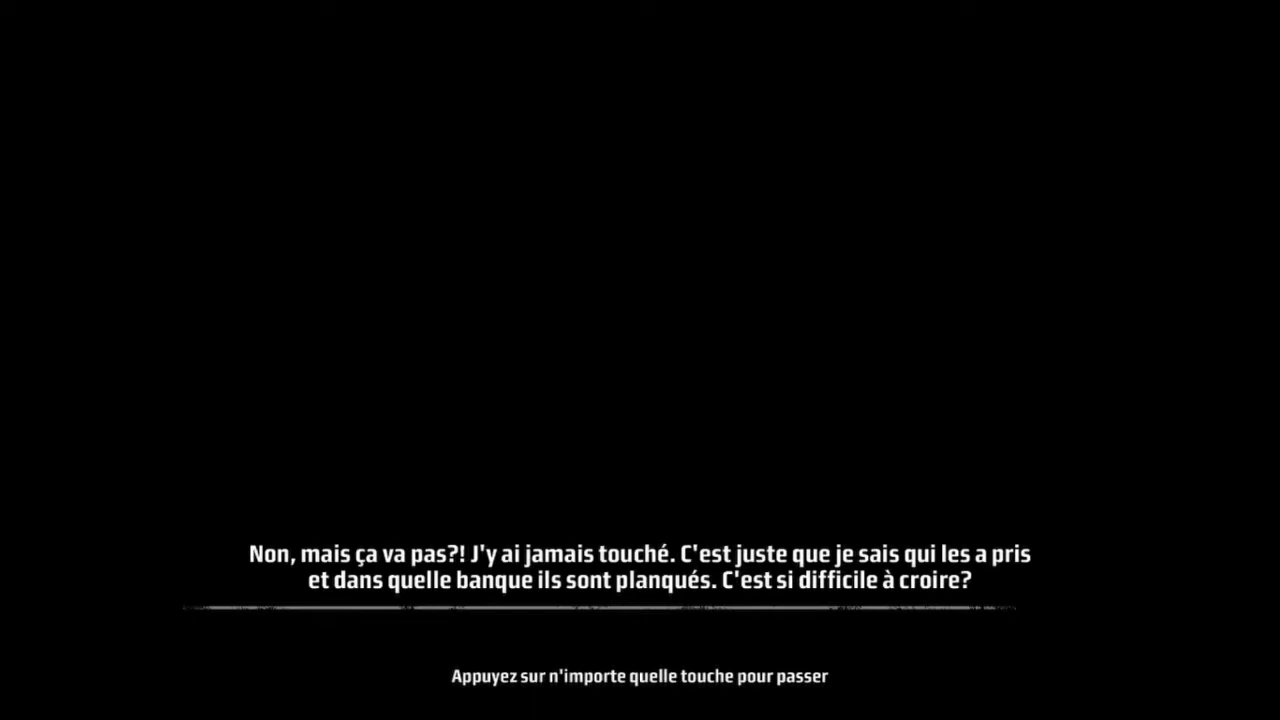 Non, mais ça va pas?! J'y ai jamais touché. C'est juste que je sais qui les a pris
et dans quelle banque ils sont planqués. C'est si difficile à croire?
Appuyez sur n'importe quelle touche pour passer